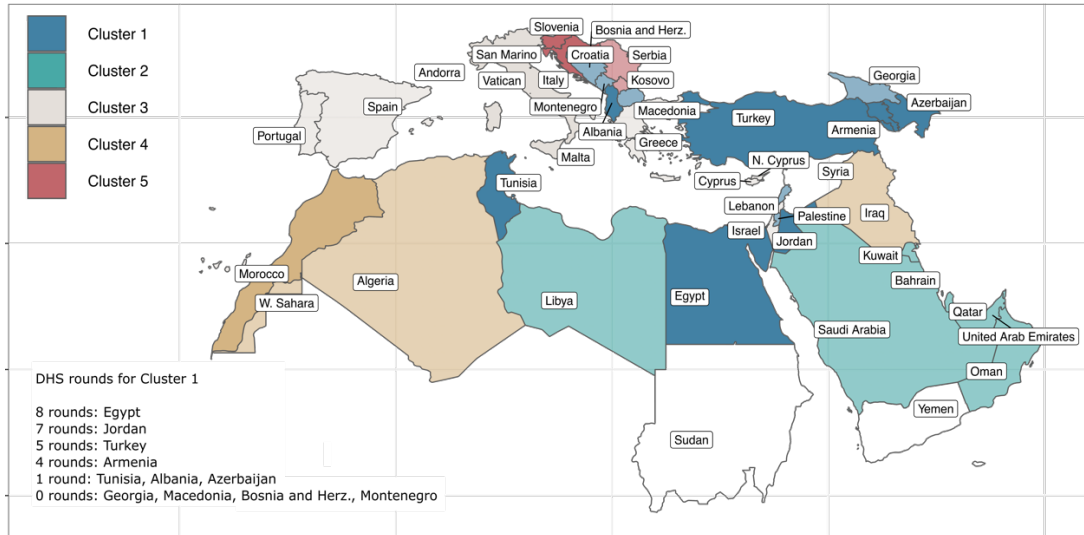 Cluster 1
Cluster 2
Cluster 3
Cluster 4
Cluster 5
Slovenia
Bosnia and Herz.
San Marino
Croatia
Serbia
Andorra
Vatican
Italy
Kosovo
Georgia
Spain
Montenegro
Macedonia
Azerbaijan
Portugal
Albania
Turkey
Armenia
Greece
Malta
N. Cyprus
Cyprus
Syria
Tunisia
Lebanon
Palestine
Iraq
Israel
Jordan
Kuwait
Morocco
Algeria
Bahrain
W. Sahara
Libya
Egypt
Saudi Arabia
Qatar
United Arab Emirates
Oman
Yemen
Sudan
DHS rounds for Cluster 1
8 rounds: Egypt
7 rounds: Jordan
5 rounds: Turkey
4 rounds: Armenia
1 round: Tunisia, Albania, Azerbaijan
0 rounds: Georgia, Macedonia, Bosnia and Herz., Montenegro